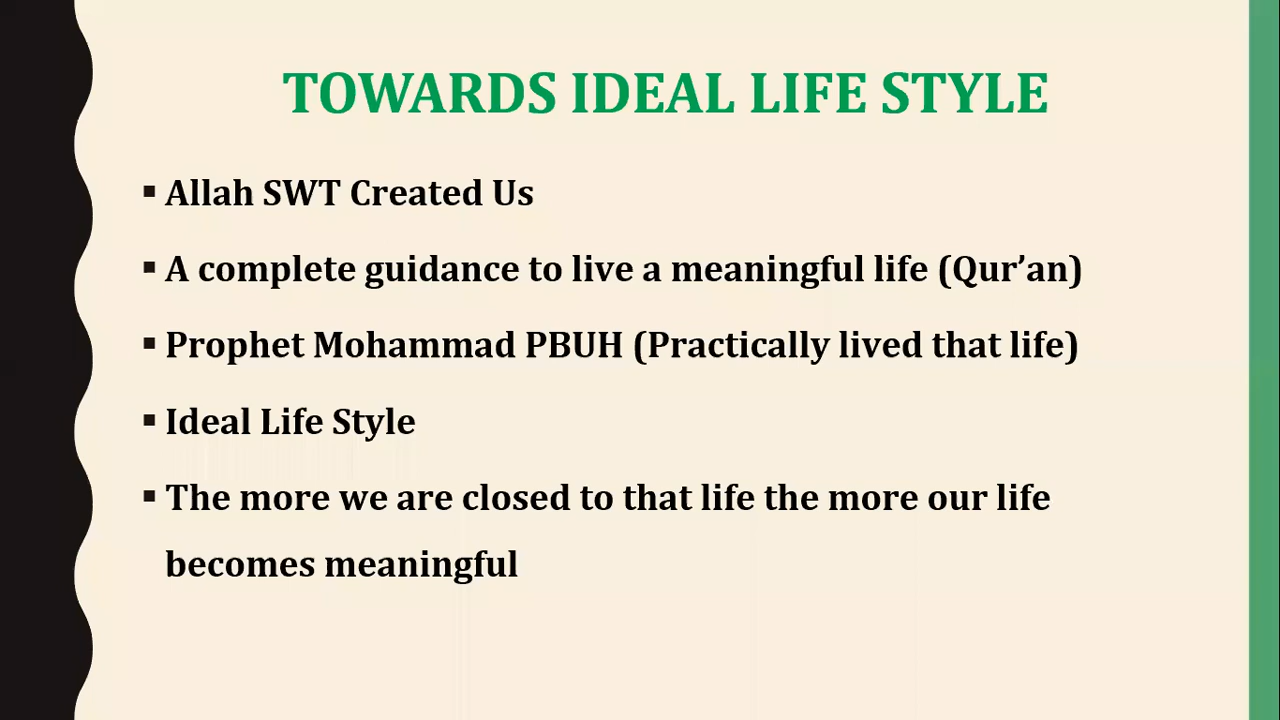 TOWARDS IDEAL LIFE STYLE
▪ Allah SWT Created Us
▪ A complete guidance to live a meaningful life (Qur’an)
▪ Prophet Mohammad PBUH (Practically lived that life)
▪ Ideal Life Style
▪ The more we are closed to that life the more our life
becomes meaningful